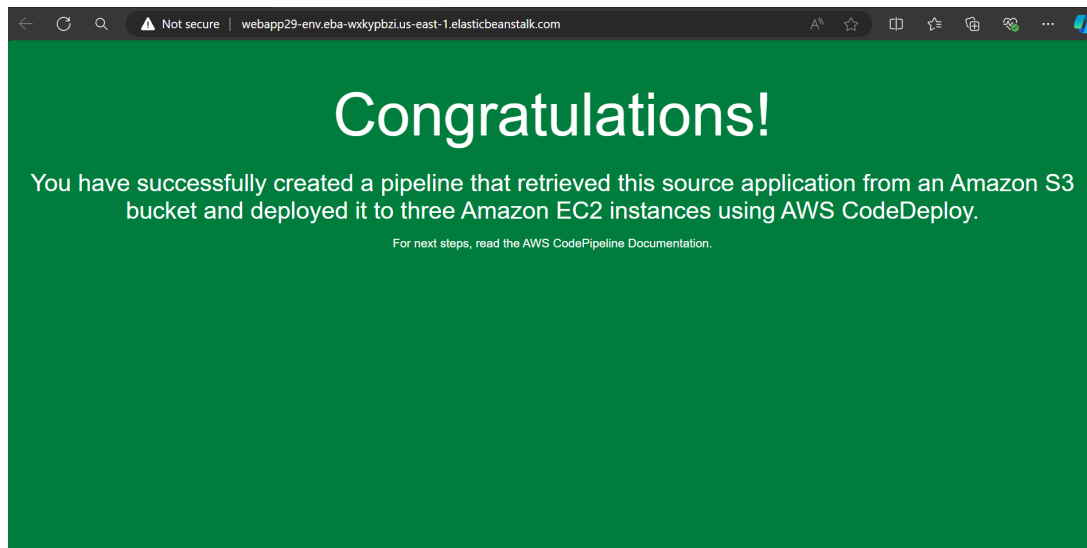 Not secure | webapp29-env.eba-wxkypbzi.us-east-1.elasticbeanstalk.com
Congratulations!
You have successfully created a pipeline that retrieved this source application from an Amazon S3
bucket and deployed it to three Amazon EC2 instances using AWS CodeDeploy.
For next steps, read the AWS CodePipeline Documentation.